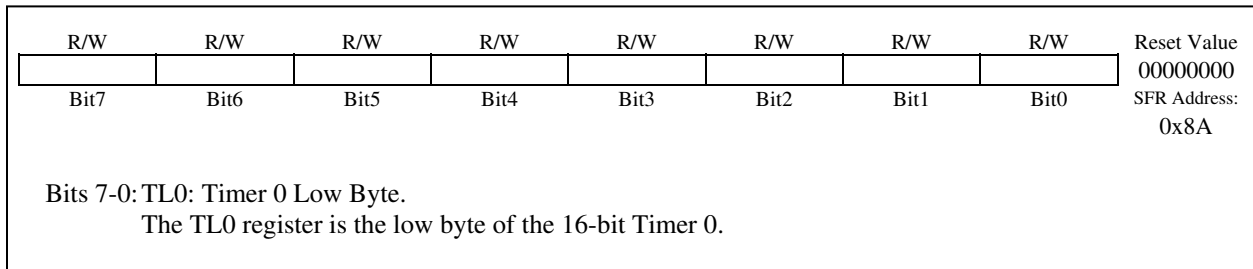 R/W R/W R/W R/W R/W R/W R/W R/W Reset Value
00000000
Bit7 Bit6 Bit5 Bit4 Bit3 Bit2 Bit1 Bit0 SFR Address:
0x8A
Bits 7-0: TL0: Timer 0 Low Byte.
The TL0 register is the low byte of the 16-bit Timer 0.